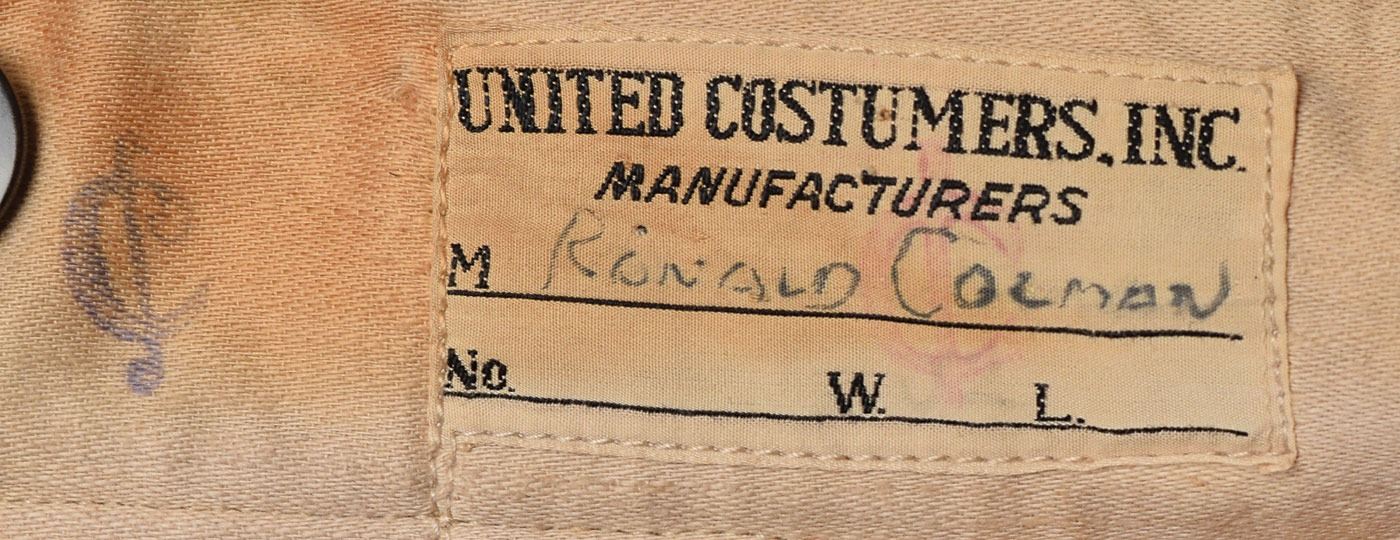 UNITED COSTUMERS, INC.
MANUFACTURERS
M RONALD COLMAN
No. W. L.